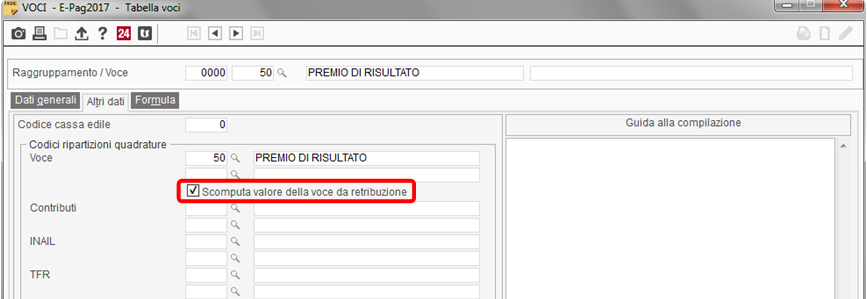 VOCI - E-Pag2017 - Tabella voci
? 24 U
Raggruppamento / Voce 0000 50 PREMIO DI RISULTATO
Dati generali Altri dati Formula
Codice cassa edile 0 Guida alla compilazione
Codici ripartizioni quadrature
Voce 50 PREMIO DI RISULTATO
Scomputa valore della voce da retribuzione
Contributi
INAIL
TFR